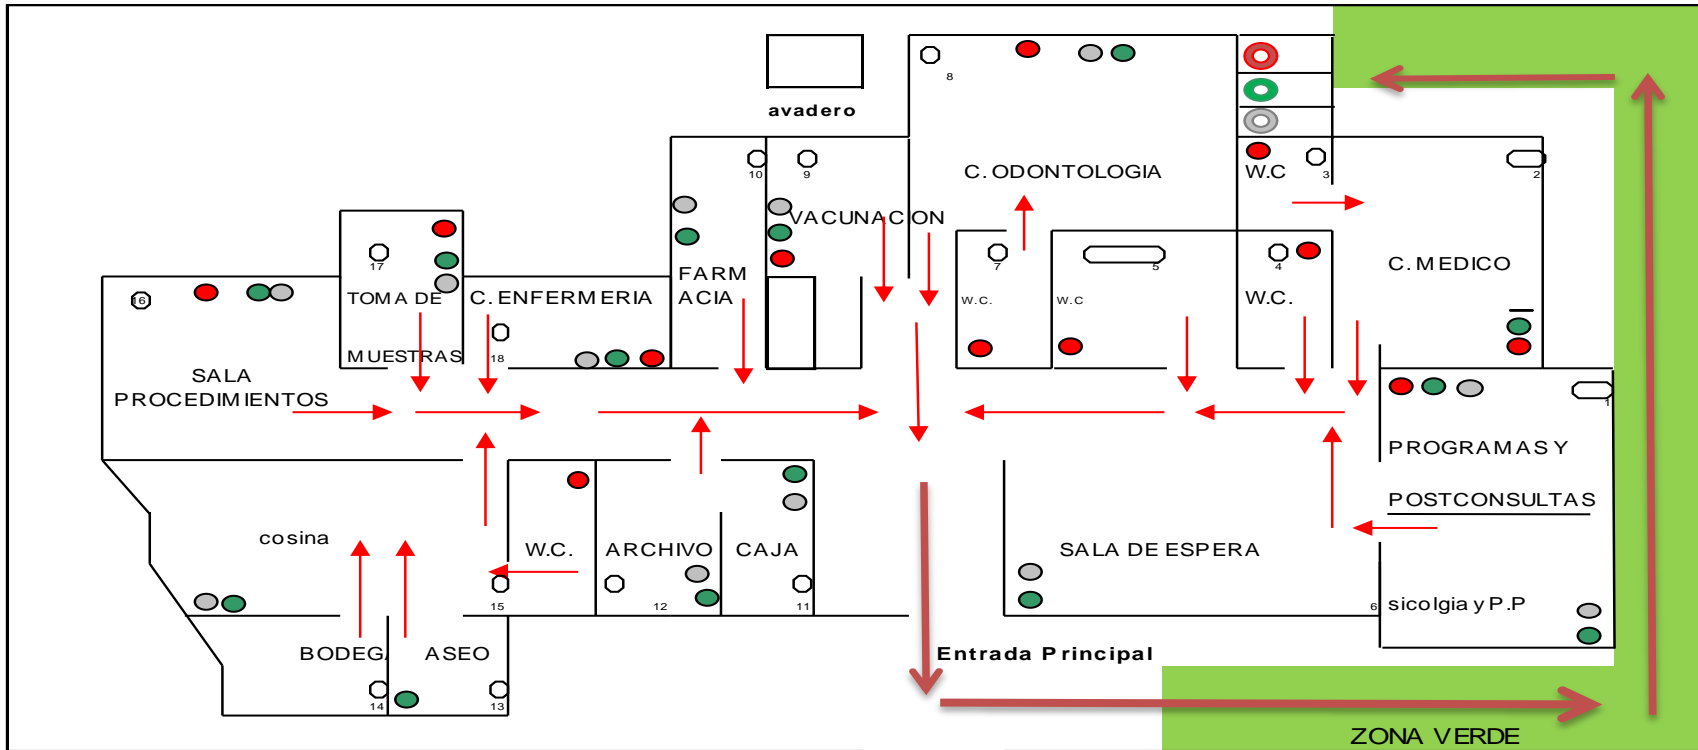 8
avadero
10
9
C. ODONTOLOGIA
W.C
3
2
VACUNACION
17
7
5
4
C. MEDICO
FARM
ACIA
16
TOMA DE
MUESTRAS
C. ENFERMERIA
18
W.C.
W.C
W.C.
SALA
PROCEDIMIENTOS
1
PROGRAMAS Y
POSTCONSULTAS
cosina
W.C.
ARCHIVO
CAJA
SALA DE ESPERA
15
12
11
6
sicolgia y P.P
BODEGA
ASEO
Entrada Principal
14
13
ZONA VERDE